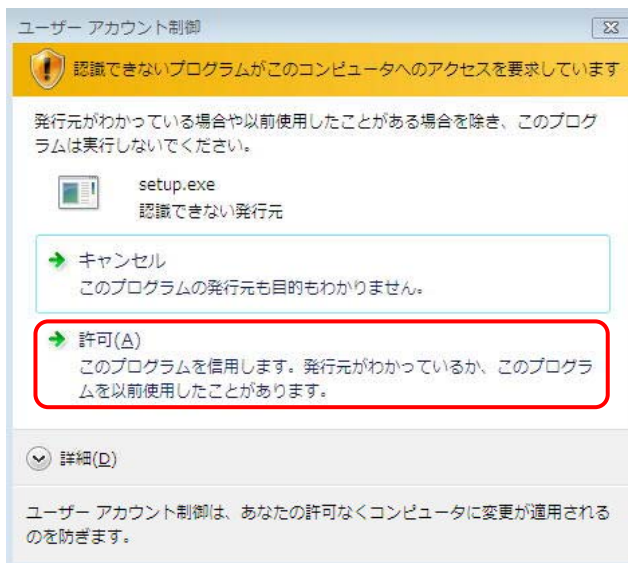 ユーザー アカウント制御
認識できないプログラムがこのコンピュータへのアクセスを要求しています
発行元がわかっている場合や以前使用したことがある場合を除き、このプログ
ラムは実行しないでください。
setup.exe
認識できない発行元
キャンセル
このプログラムの発行元も目的もわかりません。
許可(A)
このプログラムを信用します。発行元がわかっているか、このプログラ
ムを以前使用したことがあります。
詳細(D)
ユーザー アカウント制御は、あなたの許可なくコンピュータに変更が適用される
のを防ぎます。